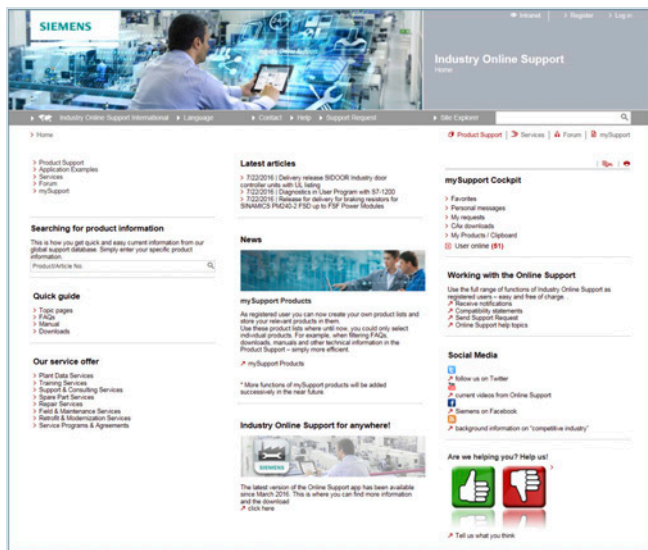 SIEMENS
Intranet
Register
Log in
Industry Online Support
Home
Industry Online Support International
Language
Contact
Help
Support Request
Site Explorer
Home
Product Support
Services
Forum
mySupport
Product Support
Application Examples
Services
Forum
mySupport
Searching for product information
This is how you get quick and easy current information from our
global support database. Simply enter your specific product
information.
Product/Article No.
Quick guide
Topic pages
FAQs
Manual
Downloads
Our service offer
Plant Data Services
Training Services
Support & Consulting Services
Spare Part Services
Repair Services
Field & Maintenance Services
Retrofit & Modernization Services
Service Programs & Agreements
Latest articles
7/22/2016 | Delivery release SIDOOR Industry door
controller units with UL listing
7/22/2016 | Diagnostics in User Program with S7-1200
7/22/2016 | Release for delivery for braking resistors for
SINAMICS PM240-2 FSD up to FSF Power Modules
News
mySupport Products
As registered user you can now create your own product lists and
store your relevant products in them.
Use these product lists where until now, you could only select
individual products. For example, when filtering FAQs,
downloads, manuals and other technical information in the
Product Support – simply more efficient.
mySupport Products
* More functions of mySupport products will be added
successively in the near future.
Industry Online Support for anywhere!
SIEMENS
The latest version of the Online Support app has been available
since March 2016. This is where you can find more information
and the download
click here
mySupport Cockpit
Favorites
Personal messages
My requests
CAx downloads
My Products / Clipboard
User online (51)
Working with the Online Support
Use the full range of functions of Industry Online Support as
registered users – easy and free of charge.
Receive notifications
Compatibility statements
Send Support Request
Online Support help topics
Social Media
follow us on Twitter
current videos from Online Support
Siemens on Facebook
background information on "competitive industry"
Are we helping you? Help us!
Tell us what you think